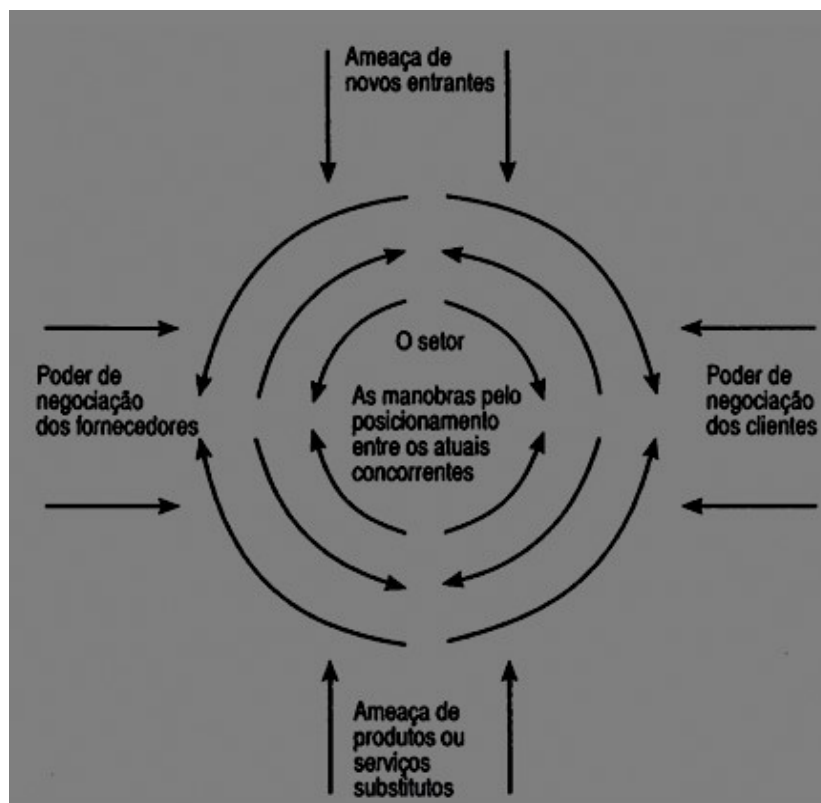 Ameaça de
novos entrantes
O setor
Poder de
negociação
dos fornecedores
As manobras pelo
posicionamento
entre os atuais
concorrentes
Poder de
negociação
dos clientes
Ameaça de
produtos ou
serviços
substitutos